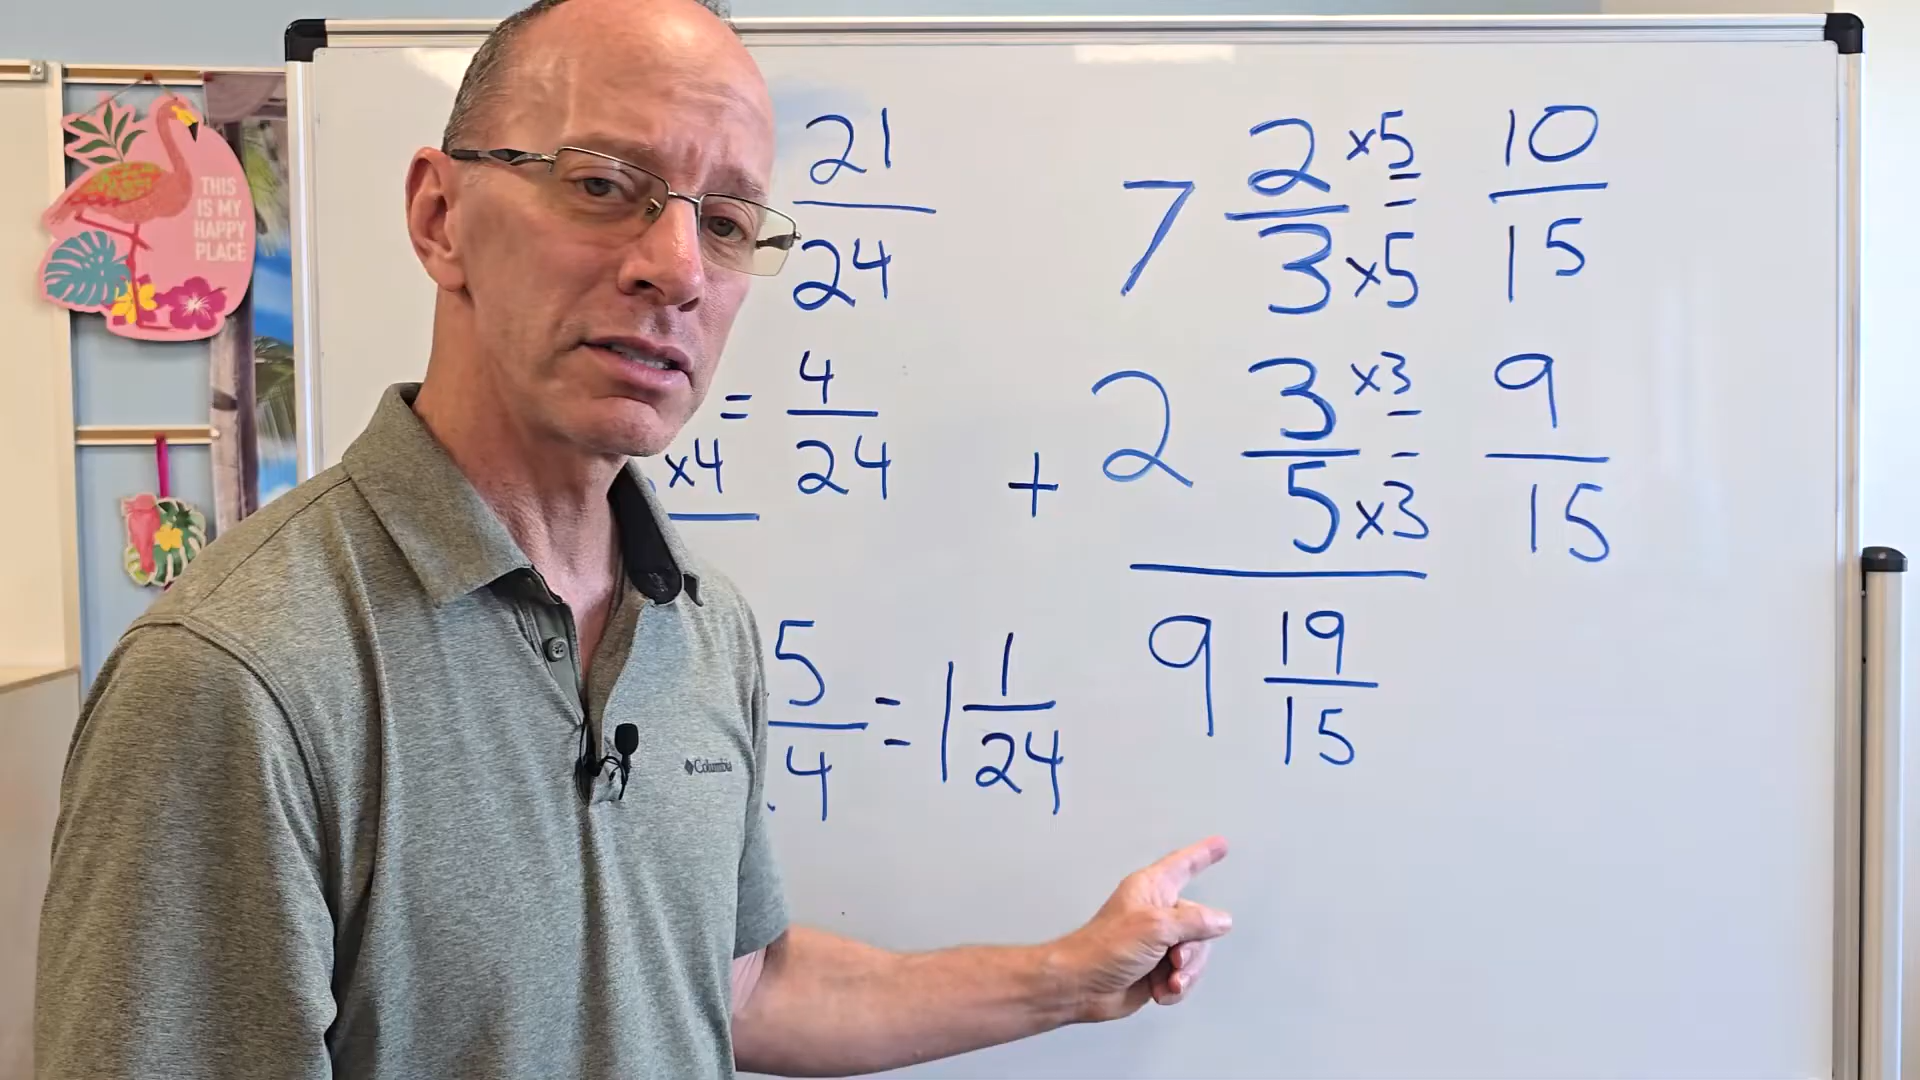 THIS
IS MY
HAPPY
PLACE
21
24
= 4
×4 24
5 = 1 1
4 24
7 2 ×5 = 10
3 ×5 15
+ 2 3 ×3 = 9
5 ×3 15
9 19
15
Columbia